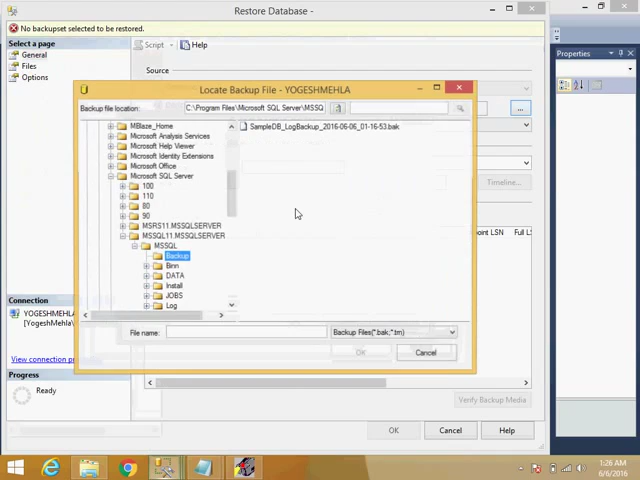 Restore Database -
No backupset selected to be restored.
Select a page
General
Files
Options
Script
Help
Source
Properties
Locate Backup File - YOGESHMEHLA
Backup file location:
C:\Program Files\Microsoft SQL Server\MSSQ
MBlaze_Home
Microsoft Analysis Services
Microsoft Help Viewer
Microsoft Identity Extensions
Microsoft Office
Microsoft SQL Server
100
110
80
90
MSRS11.MSSQLSERVER
MSSQL11.MSSQLSERVER
MSSQL
Backup
Binn
DATA
Install
JOBS
Log
SampleDB_LogBackup_2016-06-06_01-16-53.bak
...
Timeline...
point LSN
Full L
File name:
Backup Files(*.bak;*.trn)
OK
Cancel
Connection
YOGESHMEHLA
[YogeshMehla\
View connection pr
Progress
Ready
Verify Backup Media
OK
Cancel
Help
1:26 AM
6/6/2016